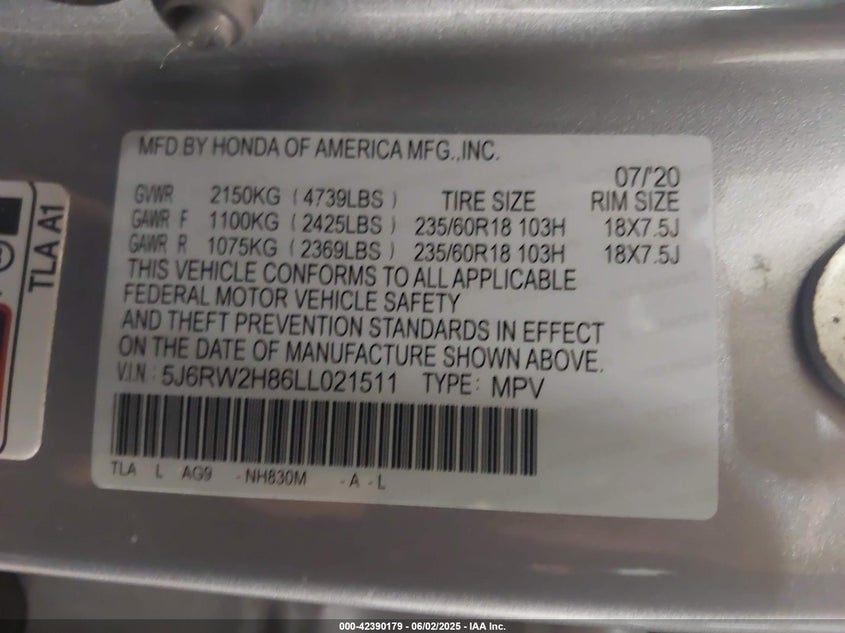 MFD BY HONDA OF AMERICA MFG.,INC.
07/'20
GVWR 2150KG (4739LBS) TIRE SIZE RIM SIZE
GAWR F 1100KG (2425LBS) 235/60R18 103H 18X7.5J
GAWR R 1075KG (2369LBS) 235/60R18 103H 18X7.5J
THIS VEHICLE CONFORMS TO ALL APPLICABLE
FEDERAL MOTOR VEHICLE SAFETY
AND THEFT PREVENTION STANDARDS IN EFFECT
ON THE DATE OF MANUFACTURE SHOWN ABOVE.
V.I.N: 5J6RW2H86LL021511 TYPE: MPV
TLA L AG9 -NH830M -A -L
TLA A1
000-42390179 - 06/02/2025 - IAA Inc.